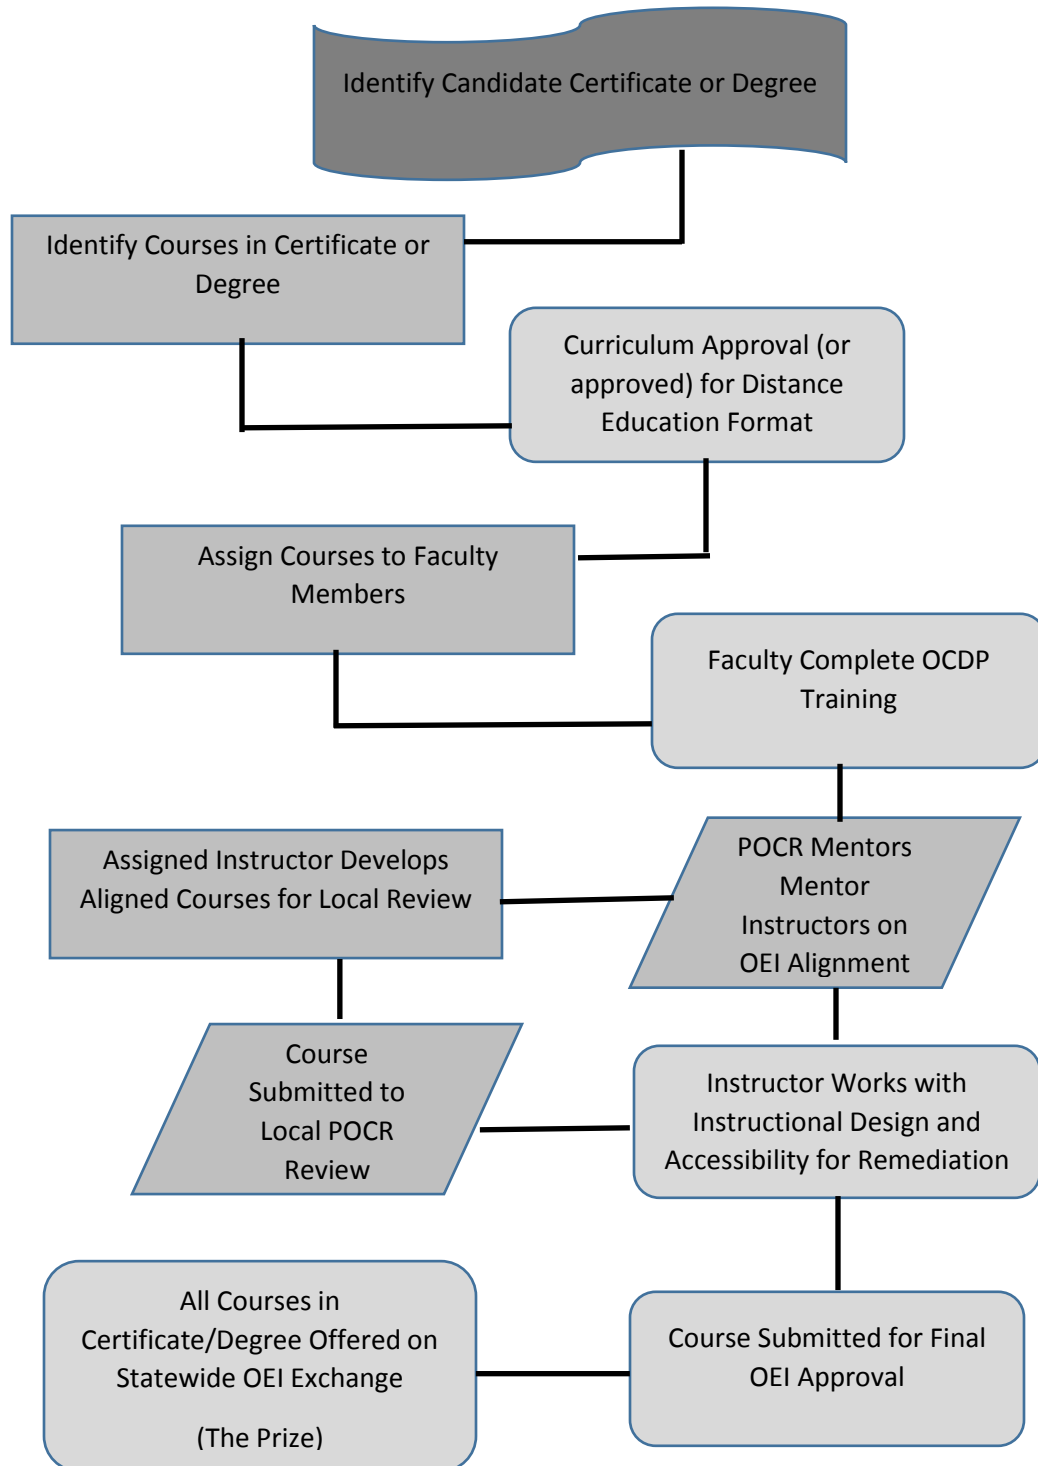 Identify Candidate Certificate or Degree
Identify Courses in Certificate or
Degree
Curriculum Approval (or
approved) for Distance
Education Format
Assign Courses to Faculty
Members
Faculty Complete OCDP
Training
POCR Mentors
Mentor
Instructors on
OEI Alignment
Assigned Instructor Develops
Aligned Courses for Local Review
Course
Submitted to
Local POCR
Review
Instructor Works with
Instructional Design and
Accessibility for Remediation
Course Submitted for Final
OEI Approval
All Courses in
Certificate/Degree Offered on
Statewide OEI Exchange
(The Prize)